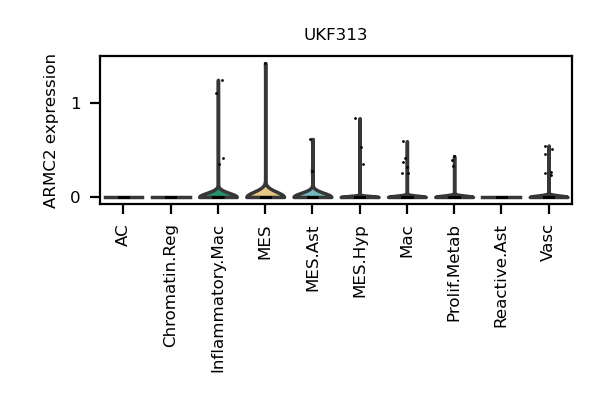 UKF313
ARMC2 expression
1
0
AC
Chromatin.Reg
Inflammatory.Mac
MES
MES.Ast
MES.Hyp
Mac
Prolif.Metab
Reactive.Ast
Vasc